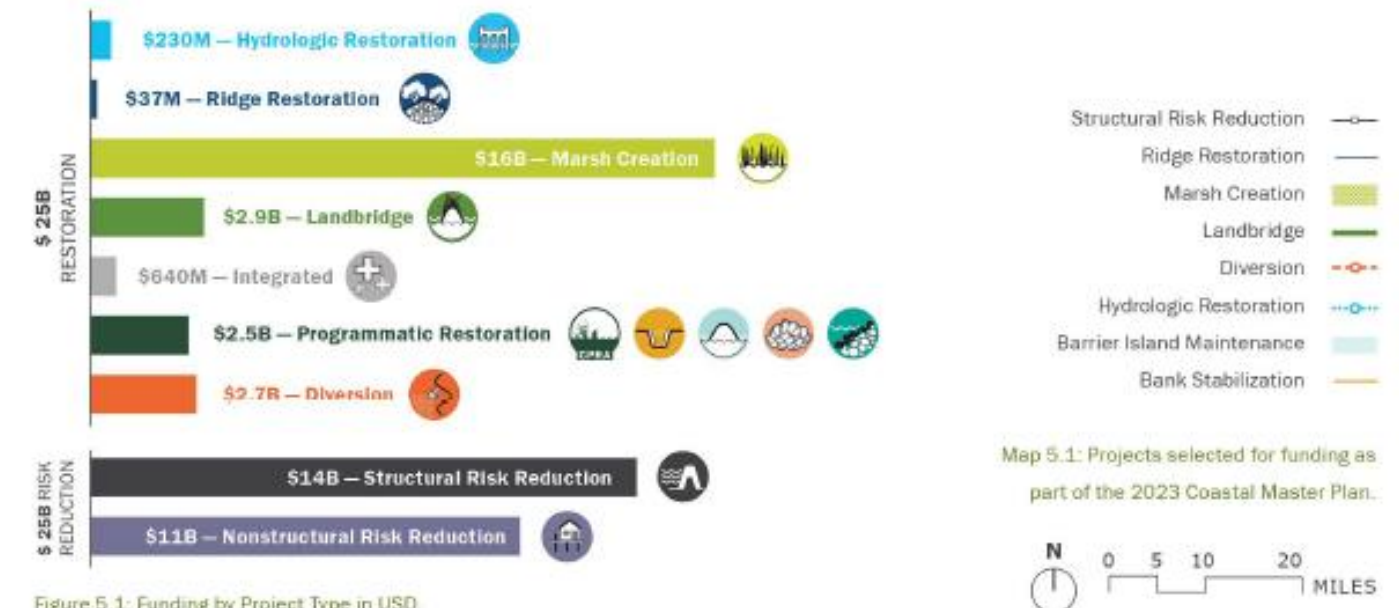 $230M — Hydrologic Restoration
$37M — Ridge Restoration
$16B — Marsh Creation
$2.9B — Landbridge
$640M — Integrated
$2.5B — Programmatic Restoration
$2.7B — Diversion
$ 25B
RESTORATION
$14B — Structural Risk Reduction
$11B — Nonstructural Risk Reduction
$ 25B RISK
REDUCTION
Figure 5.1: Funding by Project Type in USD
Structural Risk Reduction
Ridge Restoration
Marsh Creation
Landbridge
Diversion
Hydrologic Restoration
Barrier Island Maintenance
Bank Stabilization
Map 5.1: Projects selected for funding as
part of the 2023 Coastal Master Plan.
N
0 5 10 20
MILES